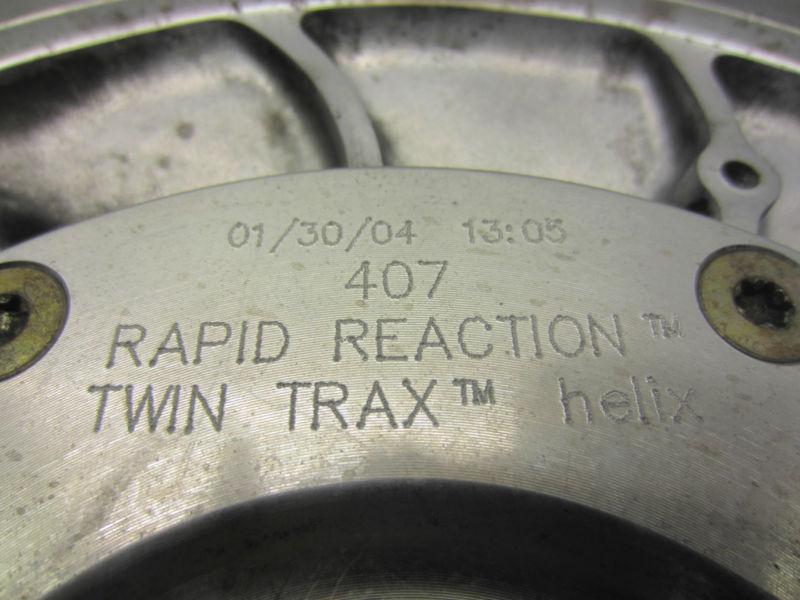 01/30/04 13:05
407
RAPID REACTION™
TWIN TRAX™ helix